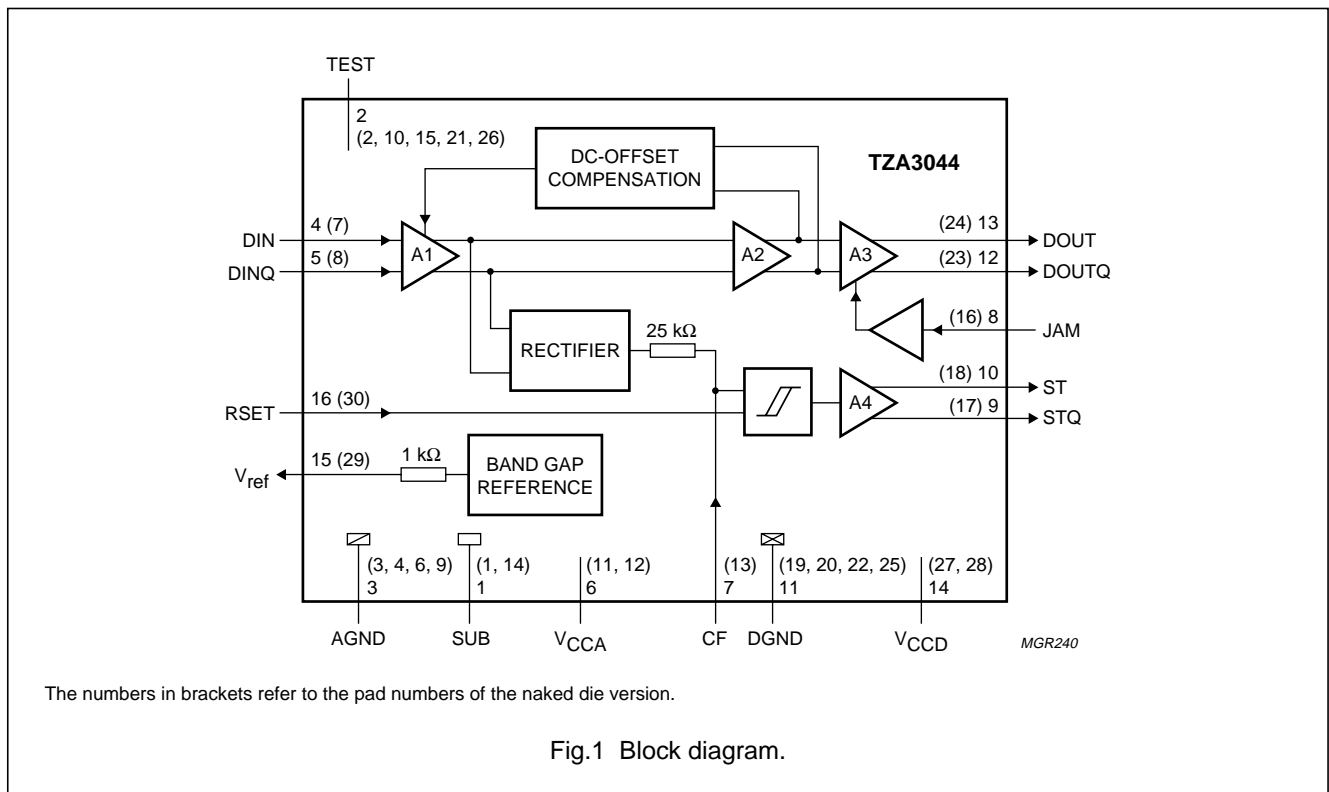 TEST
2
(2, 10, 15, 21, 26)
DC-OFFSET
COMPENSATION
TZA3044
DIN
4 (7)
DINQ
5 (8)
A1
A2
A3
(24) 13
DOUT
(23) 12
DOUTQ
(16) 8
JAM
RECTIFIER
25 kΩ
(18) 10
ST
A4
(17) 9
STQ
RSET
16 (30)
Vref
15 (29)
1 kΩ
BAND GAP
REFERENCE
(3, 4, 6, 9)
3
(1, 14)
1
(11, 12)
6
(13)
7
(19, 20, 22, 25)
11
(27, 28)
14
AGND
SUB
VCCA
CF
DGND
VCCD
MGR240
The numbers in brackets refer to the pad numbers of the naked die version.
Fig.1 Block diagram.